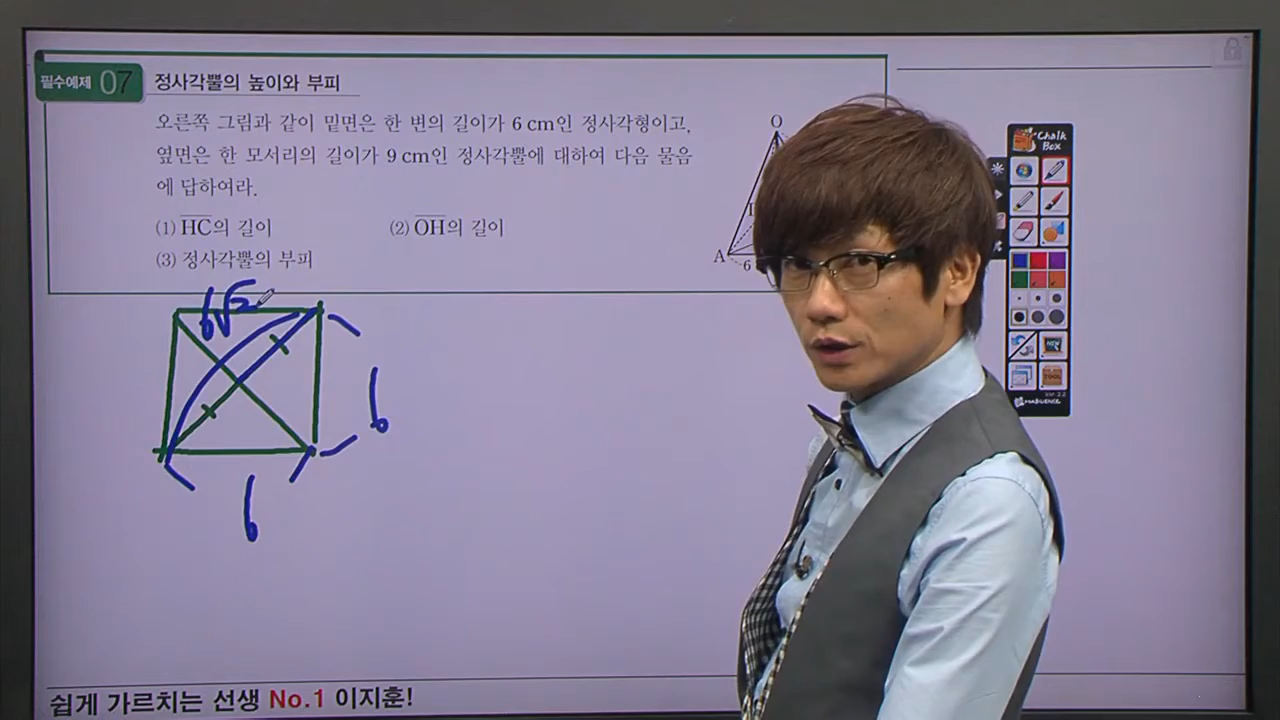 필수예제 07 정사각뿔의 높이와 부피
오른쪽 그림과 같이 밑면은 한 변의 길이가 6 cm인 정사각형이고,
옆면은 한 모서리의 길이가 9 cm인 정사각뿔에 대하여 다음 물음
에 답하여라.
(1) HC의 길이 (2) OH의 길이
(3) 정사각뿔의 부피
O
A
6
6√2
6
6
Chalk
Box
쉽게 가르치는 선생 No.1 이지훈!